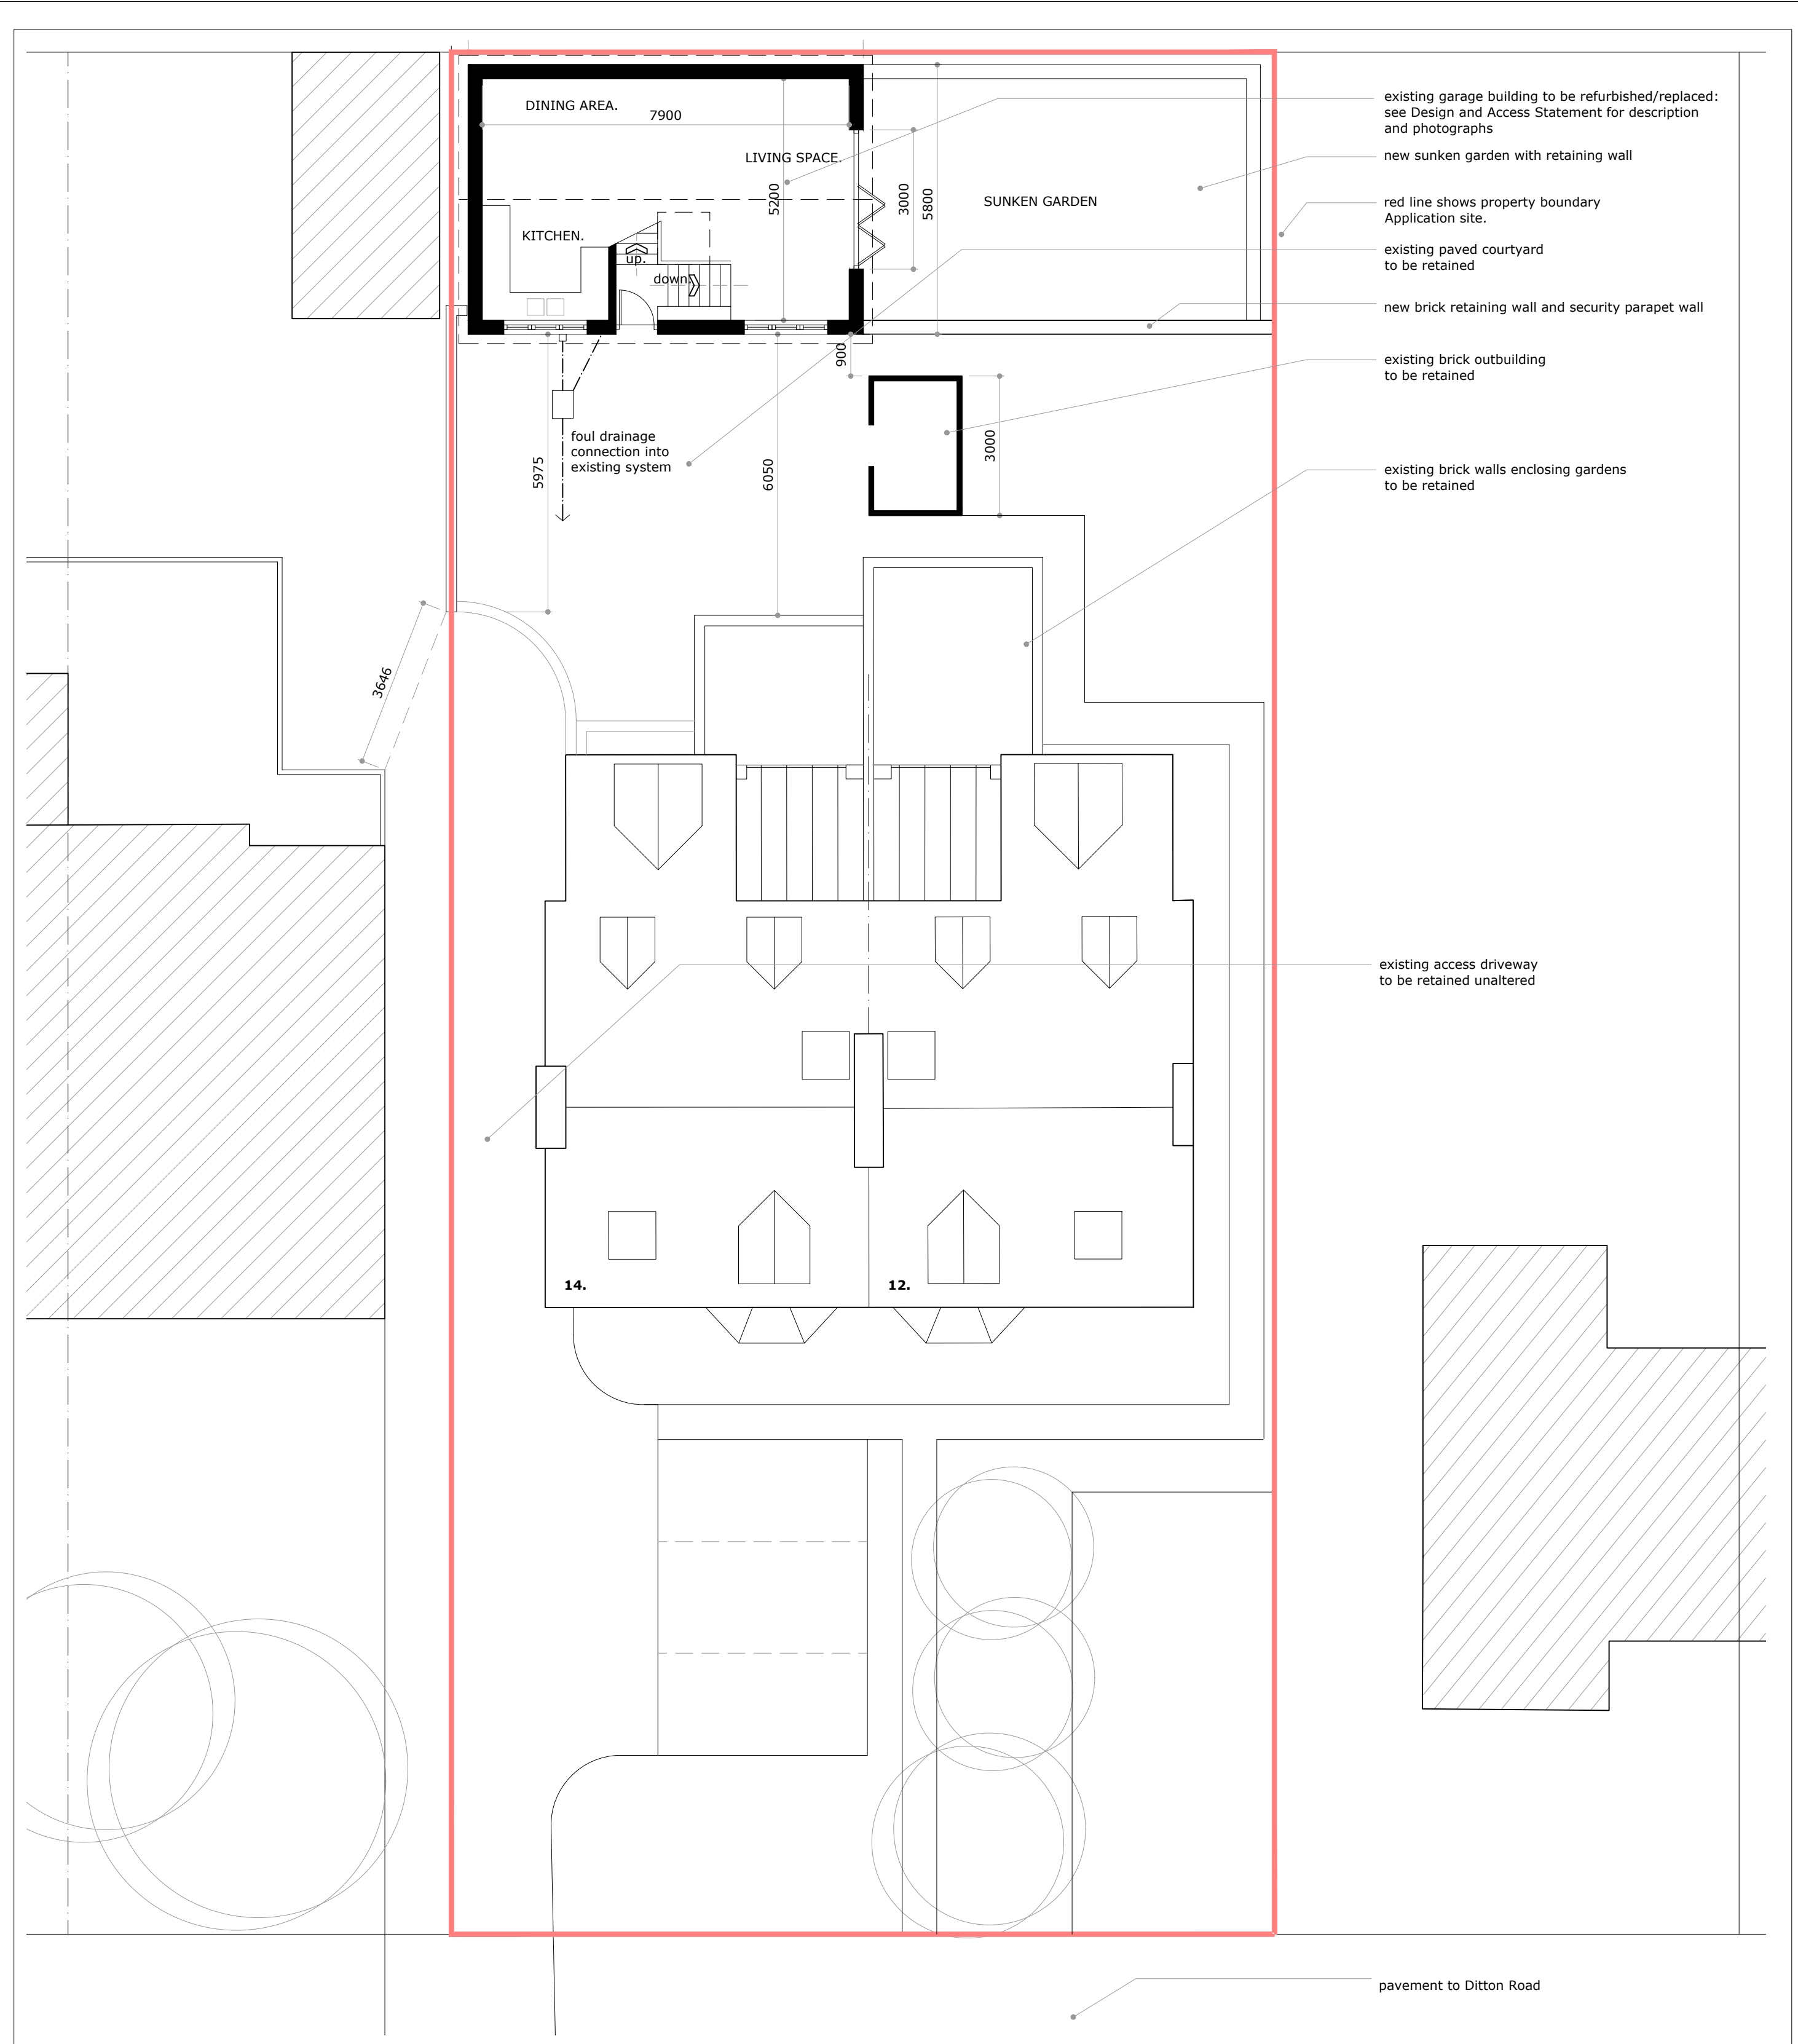 DINING AREA.
7900
LIVING SPACE.
5200
3000
5800
SUNKEN GARDEN
KITCHEN.
up.
down.
900
foul drainage
connection into
existing system
5975
6050
3000
3646
14.
12.
existing garage building to be refurbished/replaced:
see Design and Access Statement for description
and photographs
new sunken garden with retaining wall
red line shows property boundary
Application site.
existing paved courtyard
to be retained
new brick retaining wall and security parapet wall
existing brick outbuilding
to be retained
existing brick walls enclosing gardens
to be retained
existing access driveway
to be retained unaltered
pavement to Ditton Road